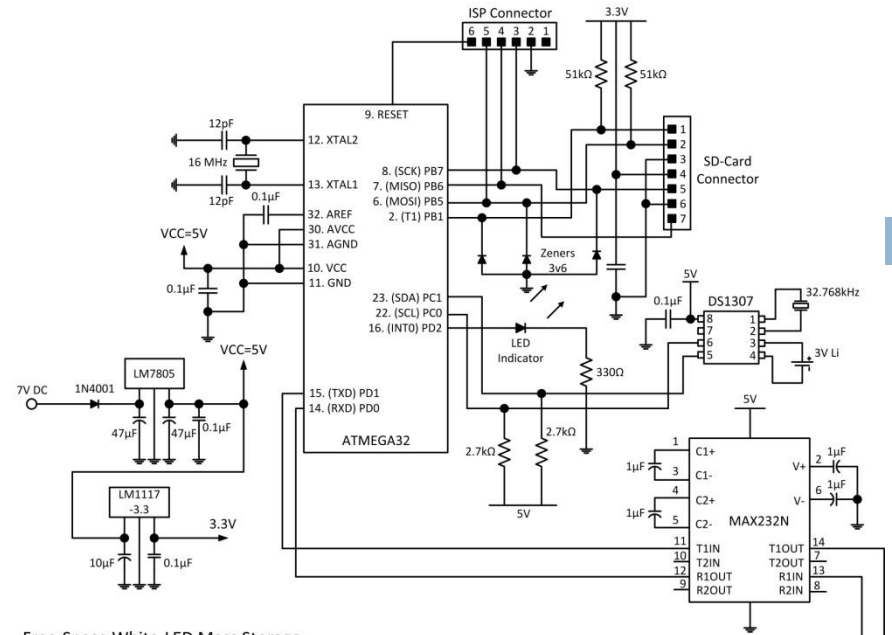 ISP Connector
6 5 4 3 2 1
3.3V
51kΩ
51kΩ
9. RESET
12pF
12. XTAL2
16 MHz
13. XTAL1
12pF
0.1µF
32. AREF
30. AVCC
31. AGND
VCC=5V
10. VCC
11. GND
0.1µF
8. (SCK) PB7
7. (MISO) PB6
6. (MOSI) PB5
2. (T1) PB1
1
2
3
4
5
6
7
SD-Card
Connector
Zeners
3v6
23. (SDA) PC1
22. (SCL) PC0
16. (INT0) PD2
LED
Indicator
330Ω
5V
0.1µF
DS1307
8
7
6
5
1
2
3
4
32.768kHz
+
3V Li
-
VCC=5V
LM7805
7V DC
1N4001
47µF
47µF
0.1µF
15. (TXD) PD1
14. (RXD) PD0
ATMEGA32
2.7kΩ
2.7kΩ
5V
LM1117
-3.3
3.3V
10µF
0.1µF
5V
1
C1+
1µF
3
C1-
4
C2+
1µF
5
C2-
MAX232N
V+
2
1µF
V-
6
1µF
11
T1IN
10
T2IN
12
R1OUT
9
R2OUT
T1OUT
14
T2OUT
7
R1IN
13
R2IN
8